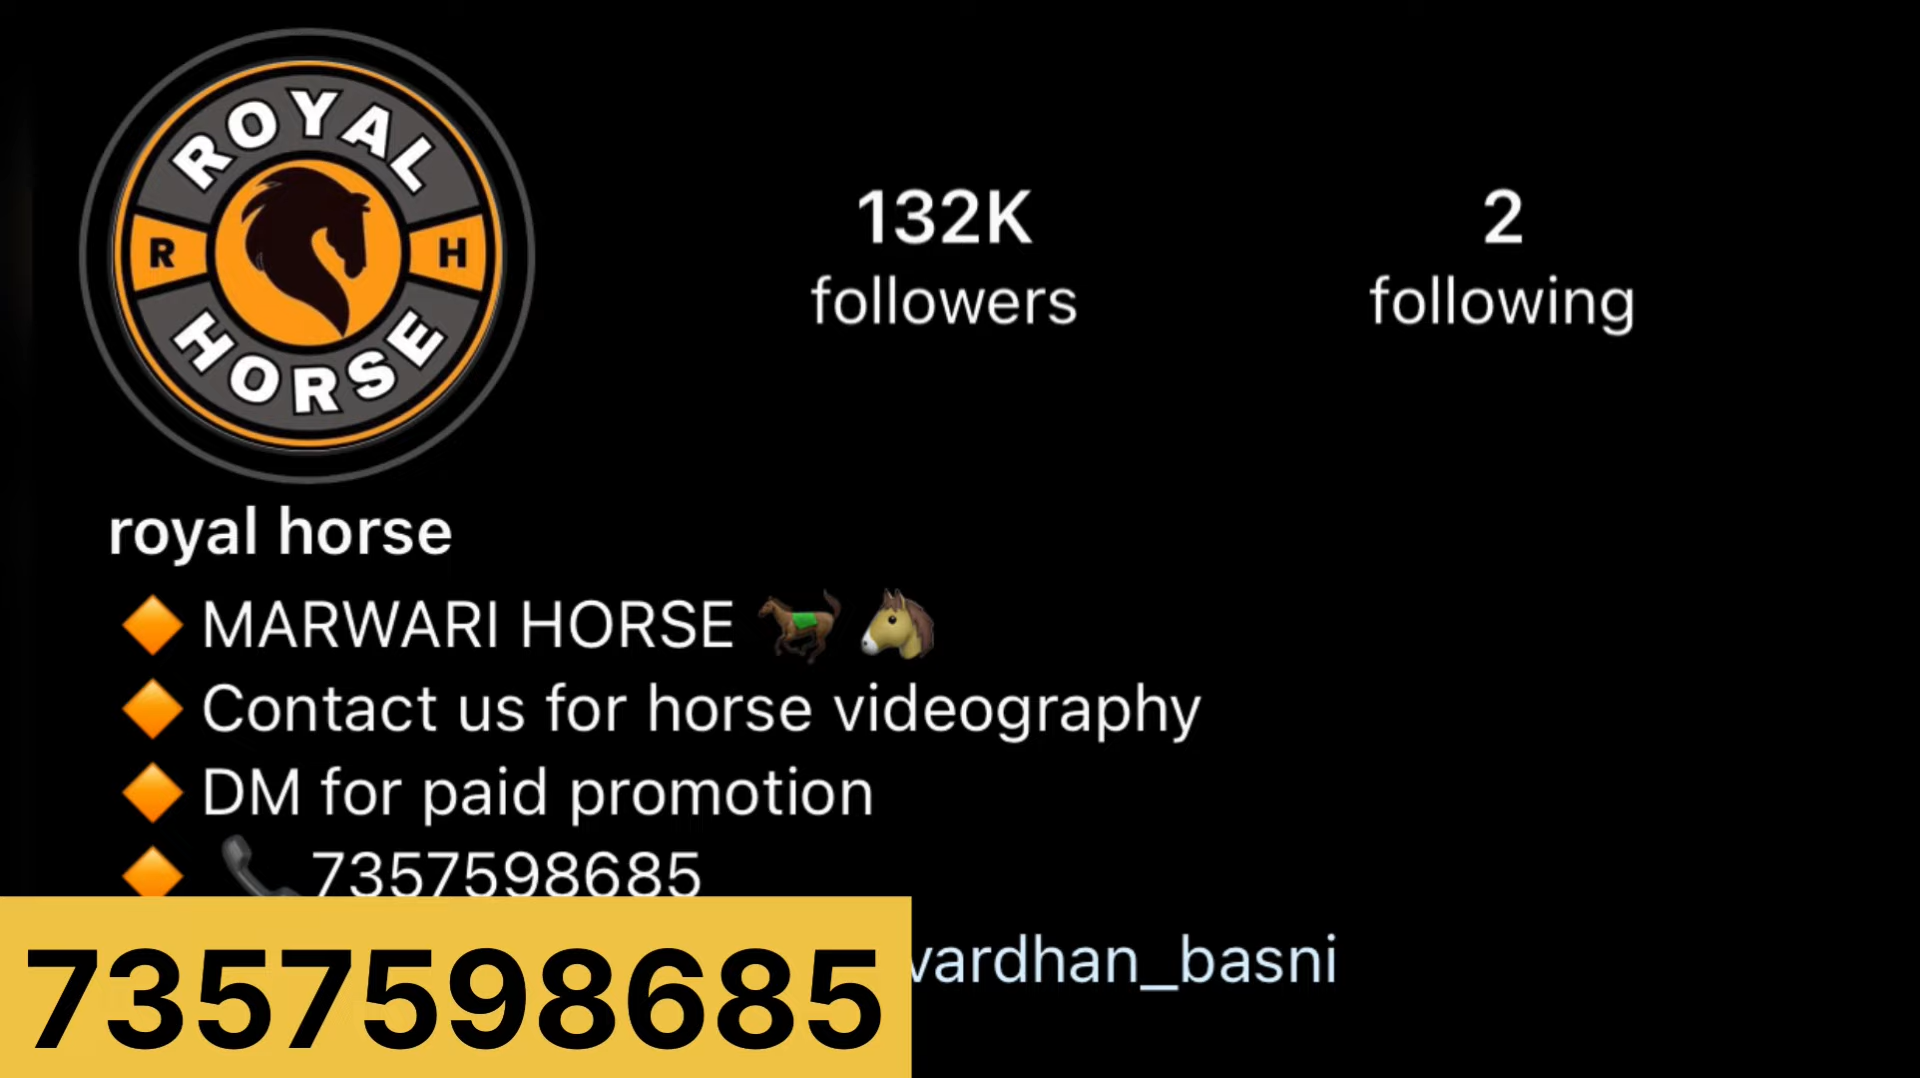 ROYAL
R H
HORSE
132K
followers
2
following
royal horse
MARWARI HORSE
Contact us for horse videography
DM for paid promotion
7357598685
7357598685
vardhan_basni